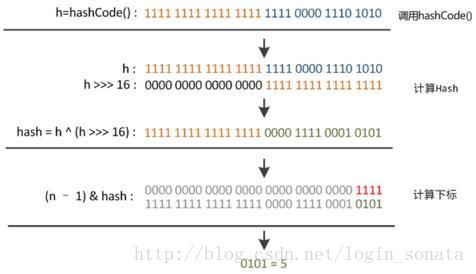 h=hashCode() : 1111 1111 1111 1111 1111 0000 1110 1010 调用hashCode()
h : 1111 1111 1111 1111 1111 0000 1110 1010
h >>> 16 : 0000 0000 0000 0000 1111 1111 1111 1111 计算Hash
hash = h ^ (h >>> 16) : 1111 1111 1111 1111 0000 1111 0001 0101
(n - 1) & hash : 0000 0000 0000 0000 0000 0000 0000 1111 计算下标
1111 1111 1111 1111 0000 1111 0001 0101
http://blog.csdn.net/login_sonata
0101 = 5